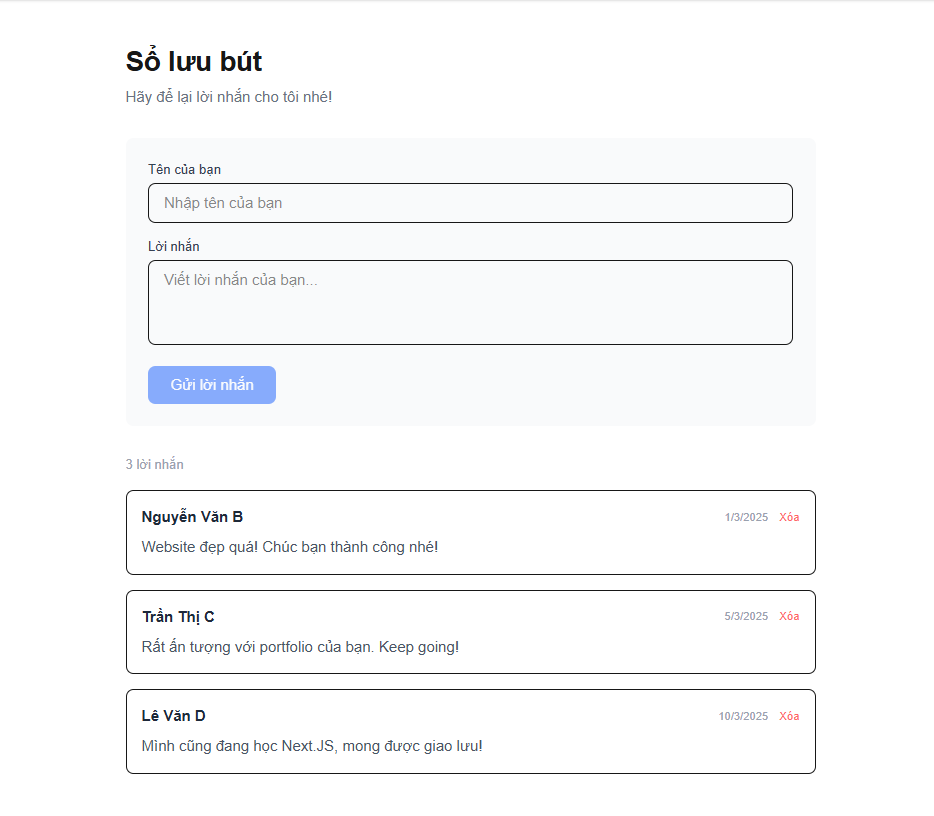 Sổ lưu bút
Hãy để lại lời nhắn cho tôi nhé!
Tên của bạn
Nhập tên của bạn
Lời nhắn
Viết lời nhắn của bạn...
Gửi lời nhắn
3 lời nhắn
Nguyễn Văn B 1/3/2025 Xóa
Website đẹp quá! Chúc bạn thành công nhé!
Trần Thị C 5/3/2025 Xóa
Rất ấn tượng với portfolio của bạn. Keep going!
Lê Văn D 10/3/2025 Xóa
Mình cũng đang học Next.JS, mong được giao lưu!